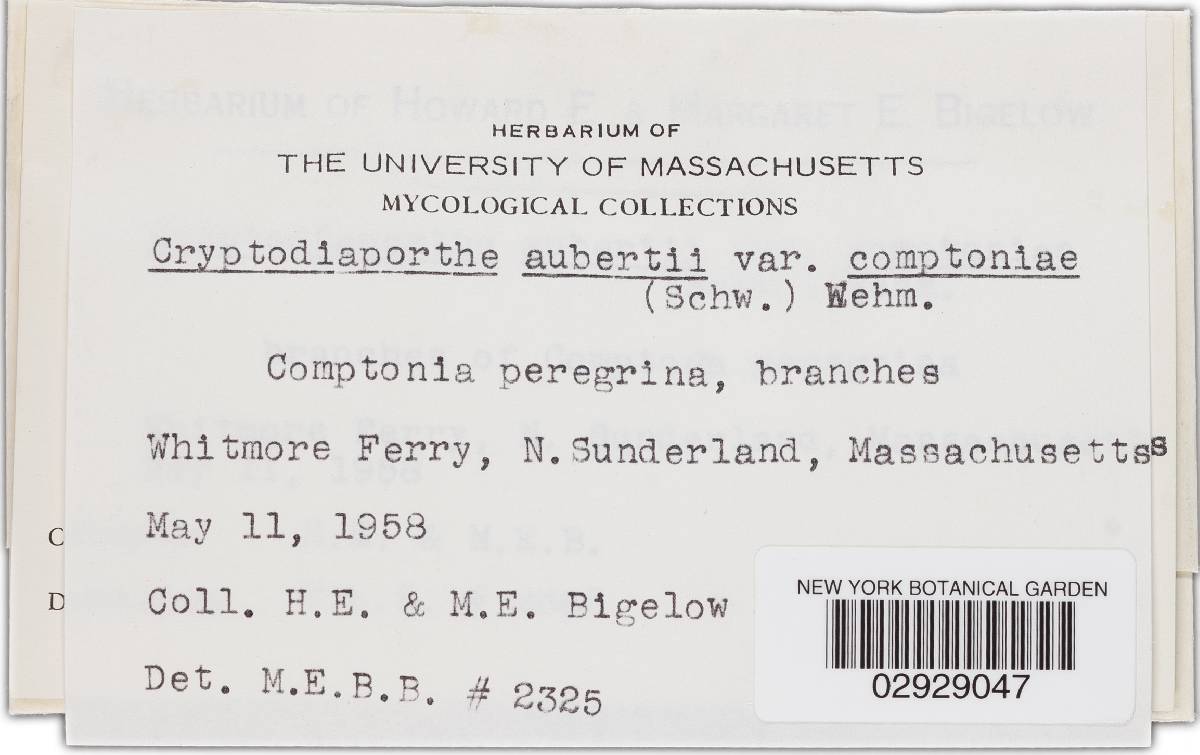 HERBARIUM OF
THE UNIVERSITY OF MASSACHUSETTS
MYCOLOGICAL COLLECTIONS
Cryptodiaporthe aubertii var. comptoniae
(Schw.) Wehm.
Comptonia peregrina, branches
Whitmore Ferry, N.Sunderland, Massachusettss
May 11, 1958
Coll. H.E. & M.E. Bigelow
Det. M.E.B.B. # 2325
NEW YORK BOTANICAL GARDEN
02929047